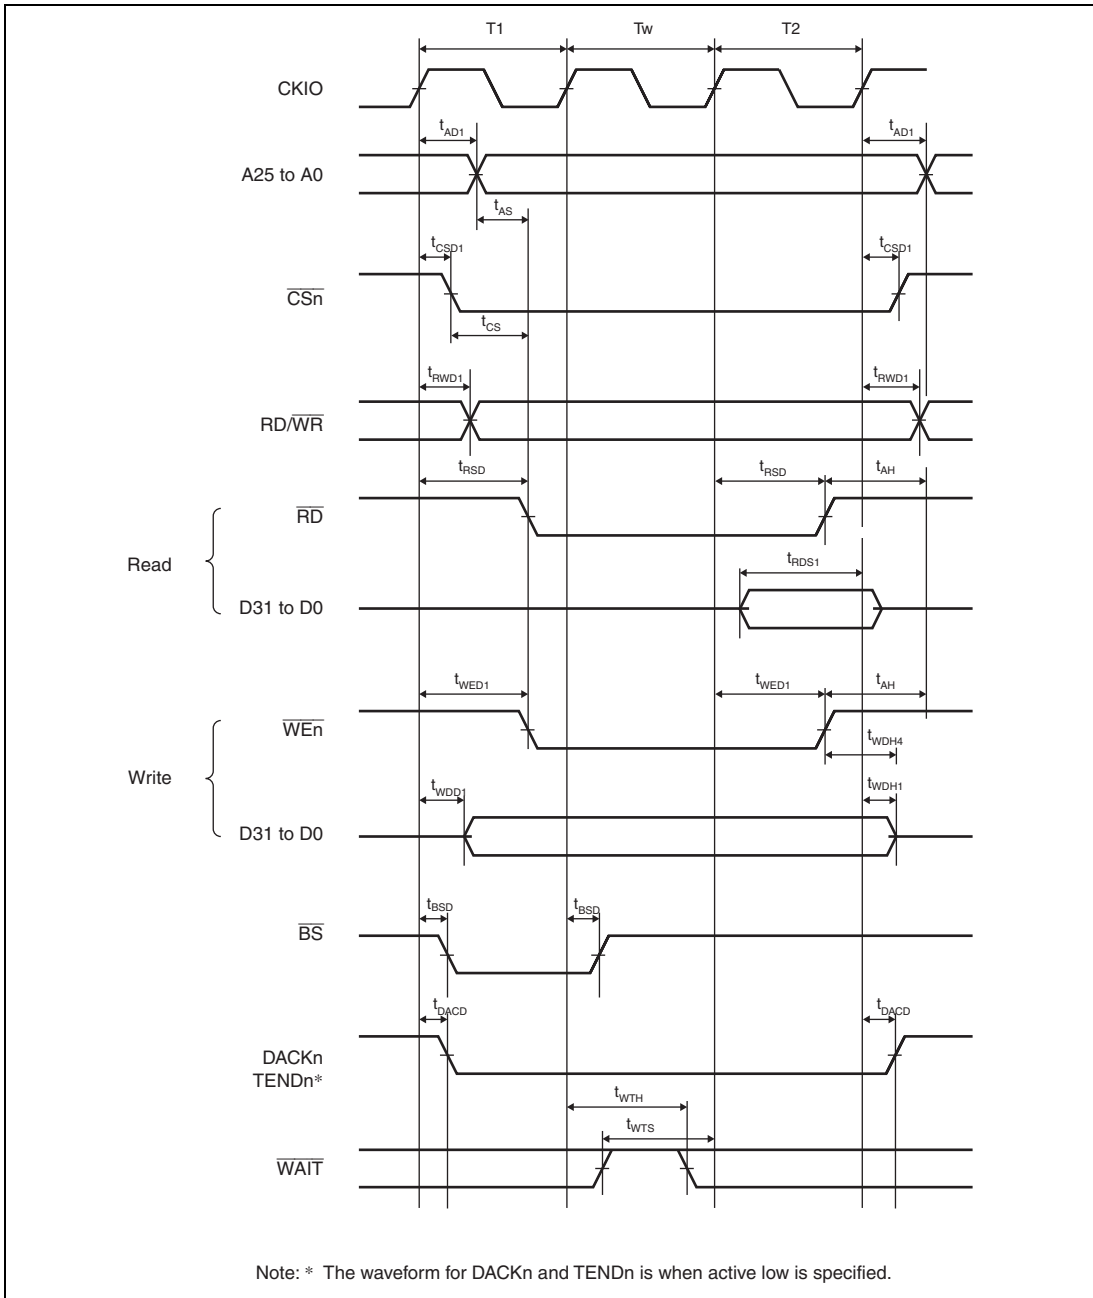 T1 Tw T2
CKIO
tAD1 tAD1
A25 to A0
tAS
tCSD1 tCSD1
CSn
tCS
tRWD1 tRWD1
RD/WR
tRSD tRSD tAH
RD
Read
tRDS1
D31 to D0
tWED1 tWED1 tAH
WEn
tWDH4
Write
tWDD1 tWDH1
D31 to D0
tBSD tBSD
BS
tDACD tDACD
DACKn
TENDn*
tWTH
tWTS
WAIT
Note: * The waveform for DACKn and TENDn is when active low is specified.